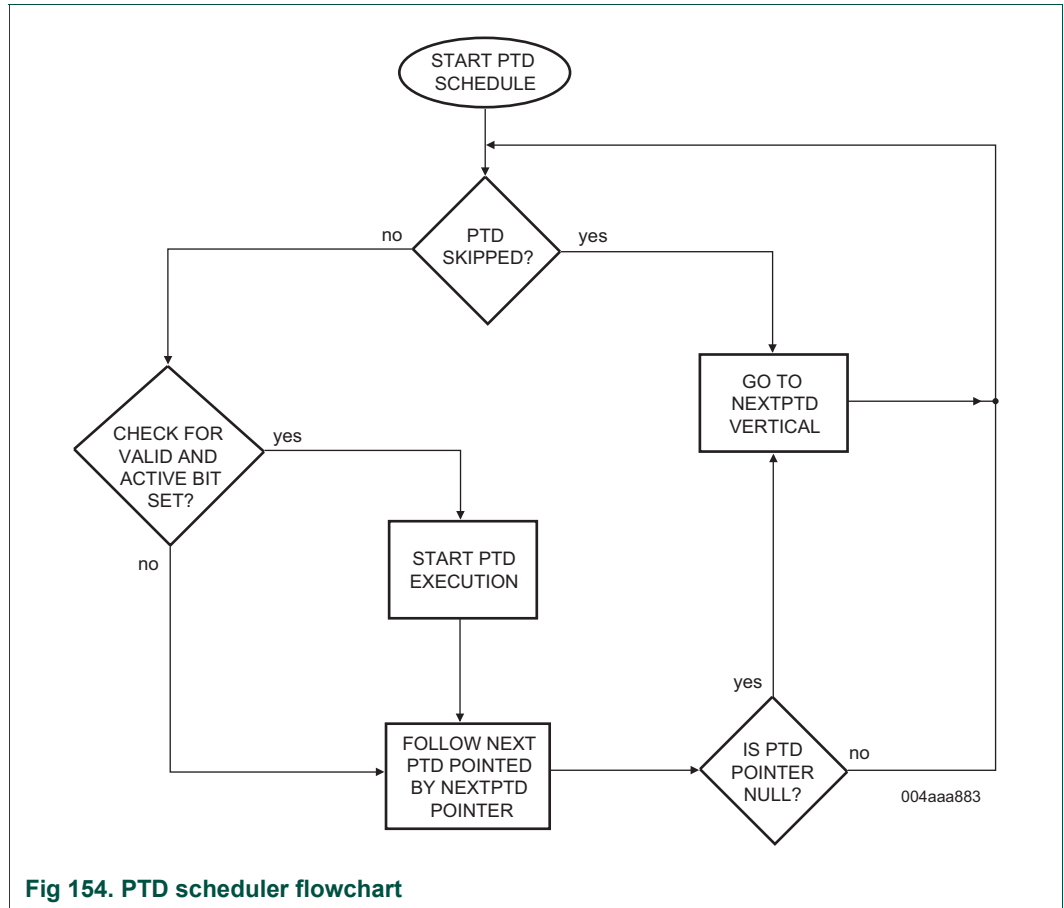 START PTD
SCHEDULE
PTD
SKIPPED?
no
yes
GO TO
NEXTPTD
VERTICAL
CHECK FOR
VALID AND
ACTIVE BIT
SET?
yes
no
START PTD
EXECUTION
FOLLOW NEXT
PTD POINTED
BY NEXTPTD
POINTER
yes
IS PTD
POINTER
NULL?
no
004aaa883
Fig 154. PTD scheduler flowchart